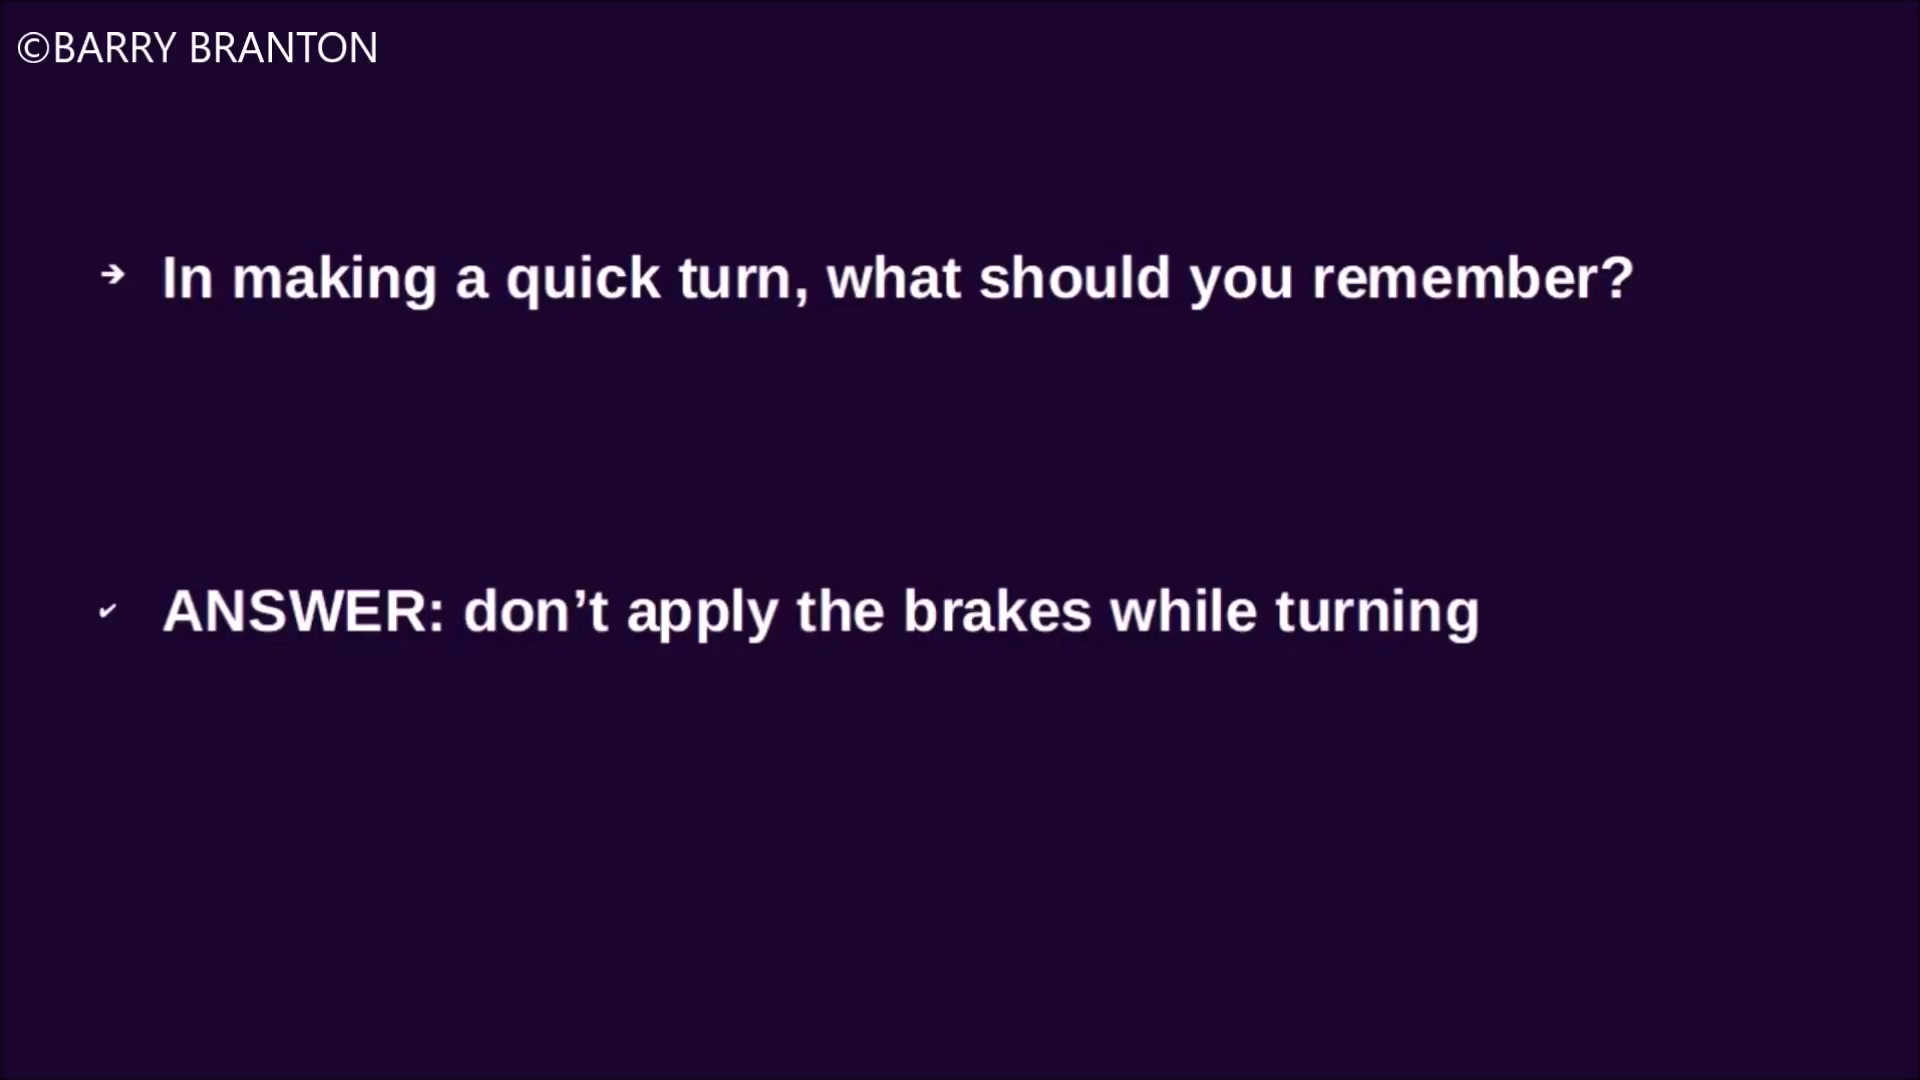 ©BARRY BRANTON
➔ In making a quick turn, what should you remember?
✔ ANSWER: don’t apply the brakes while turning